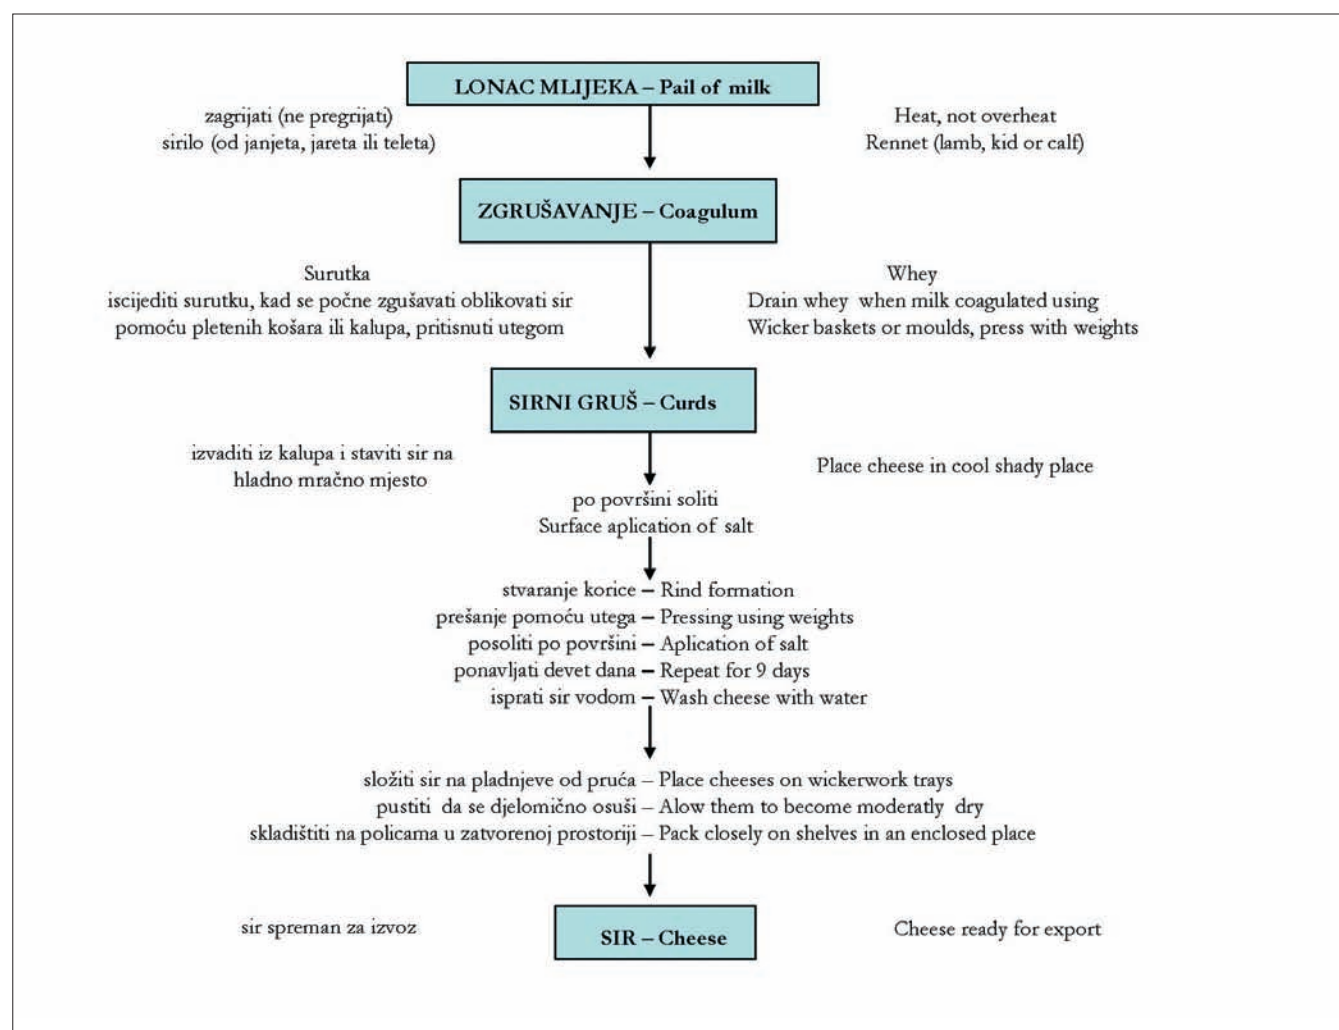 LONAC MLIJEKA – Pail of milk
zagrijati (ne pregrijati)
sirilo (od janjeta, jareta ili teleta)
Heat, not overheat
Rennet (lamb, kid or calf)
ZGRUŠAVANJE – Coagulum
Surutka
iscijediti surutku, kad se počne zgušavati oblikovati sir
pomoću pletenih košara ili kalupa, pritisnuti utegom
Whey
Drain whey when milk coagulated using
Wicker baskets or moulds, press with weights
SIRNI GRUŠ – Curds
izvaditi iz kalupa i staviti sir na
hladno mračno mjesto
Place cheese in cool shady place
po površini soliti
Surface aplication of salt
stvaranje korice – Rind formation
prešanje pomoću utega – Pressing using weights
posoliti po površini – Aplication of salt
ponavljati devet dana – Repeat for 9 days
isprati sir vodom – Wash cheese with water
složiti sir na pladnjeve od pruća – Place cheeses on wickerwork trays
pustiti da se djelomično osuši – Alow them to become moderatly dry
skladištiti na policama u zatvorenoj prostoriji – Pack closely on shelves in an enclosed place
sir spreman za izvoz
SIR – Cheese
Cheese ready for export